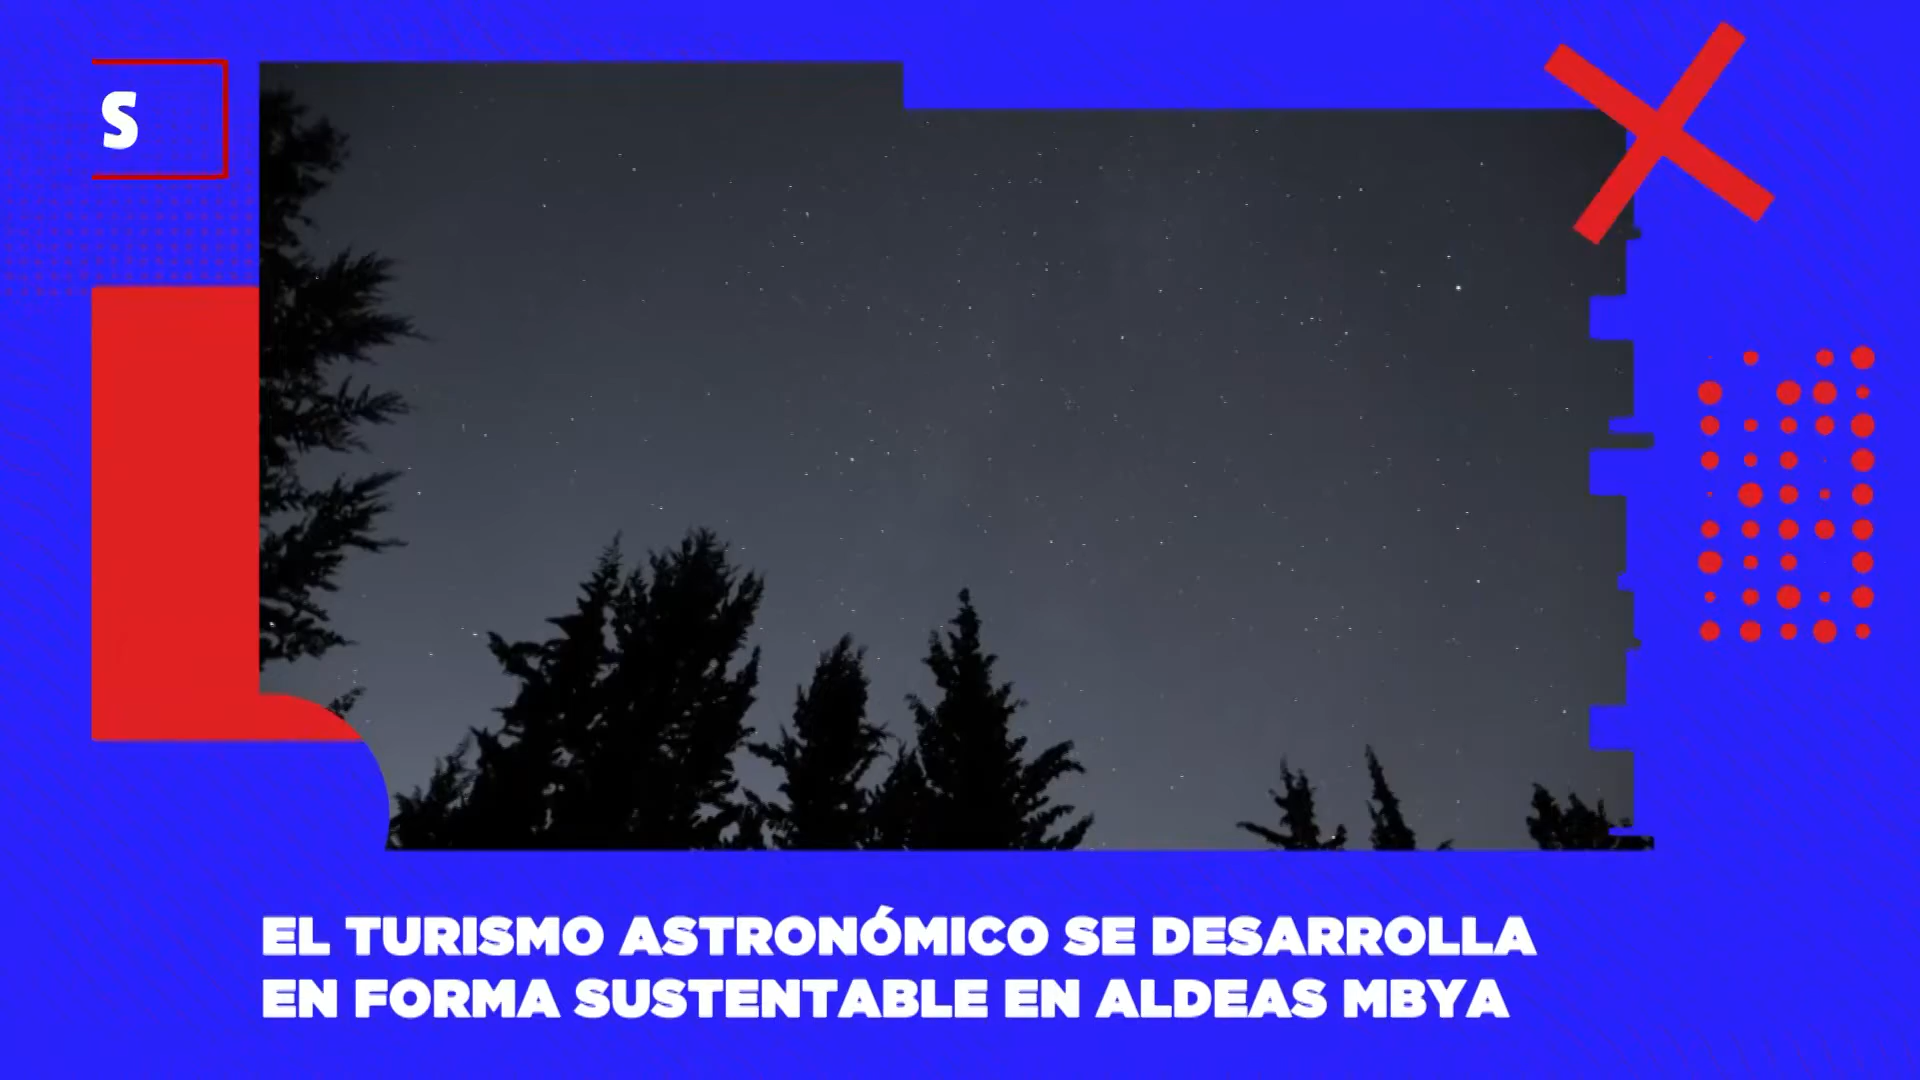 S
EL TURISMO ASTRONÓMICO SE DESARROLLA
EN FORMA SUSTENTABLE EN ALDEAS MBYA